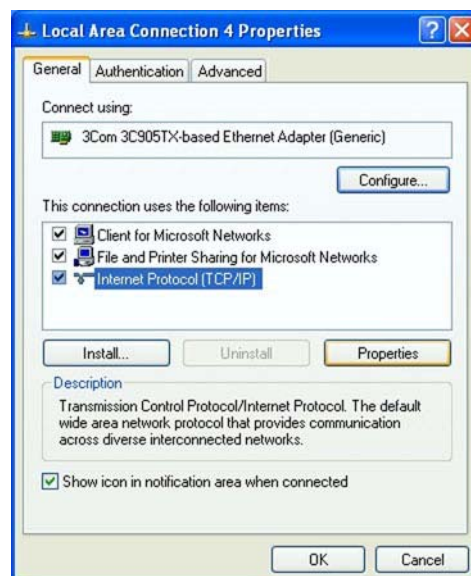 Local Area Connection 4 Properties
General Authentication Advanced
Connect using:
3Com 3C905TX-based Ethernet Adapter (Generic)
Configure...
This connection uses the following items:
Client for Microsoft Networks
File and Printer Sharing for Microsoft Networks
Internet Protocol (TCP/IP)
Install... Uninstall Properties
Description
Transmission Control Protocol/Internet Protocol. The default
wide area network protocol that provides communication
across diverse interconnected networks.
Show icon in notification area when connected
OK Cancel